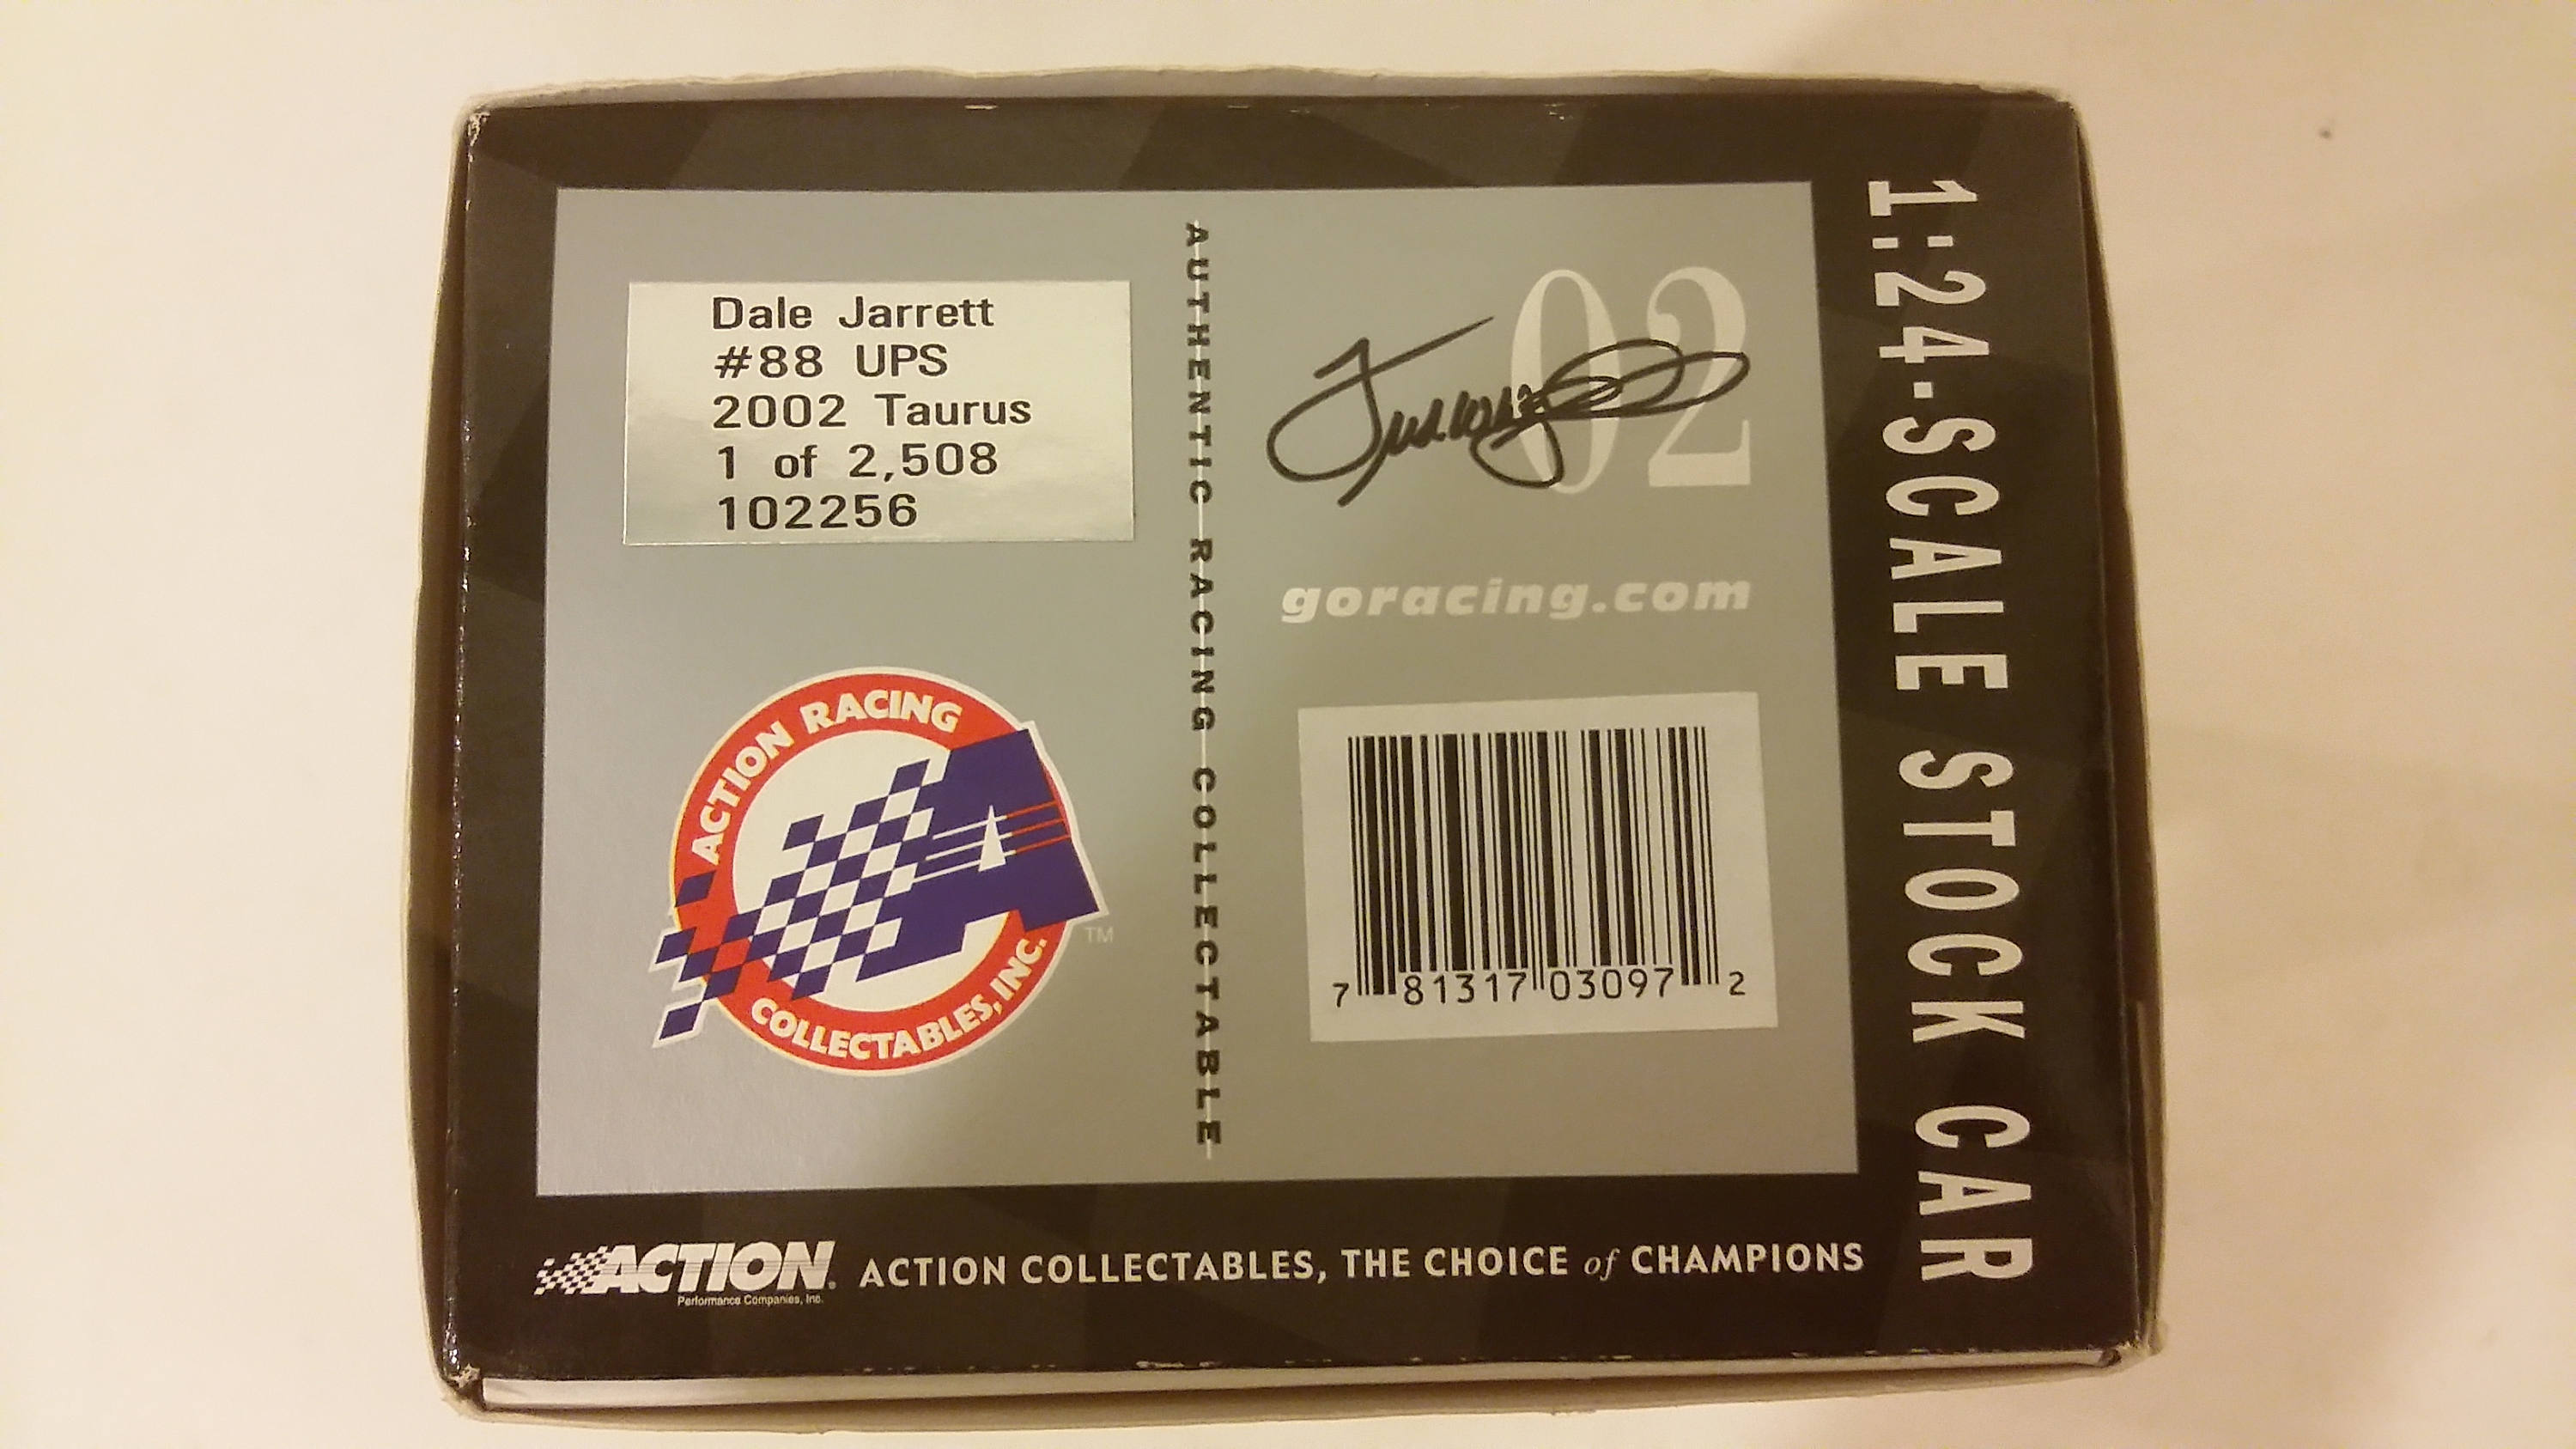 Dale Jarrett
#88 UPS
2002 Taurus
1 of 2,508
102256
ACTION RACING
COLLECTABLES, INC.
TM
AUTHENTIC RACING COLLECTABLE
02
goracing.com
7 81317 03097 2
1:24-SCALE STOCK CAR
ACTION
Performance Companies, Inc.
ACTION COLLECTABLES, THE CHOICE of CHAMPIONS